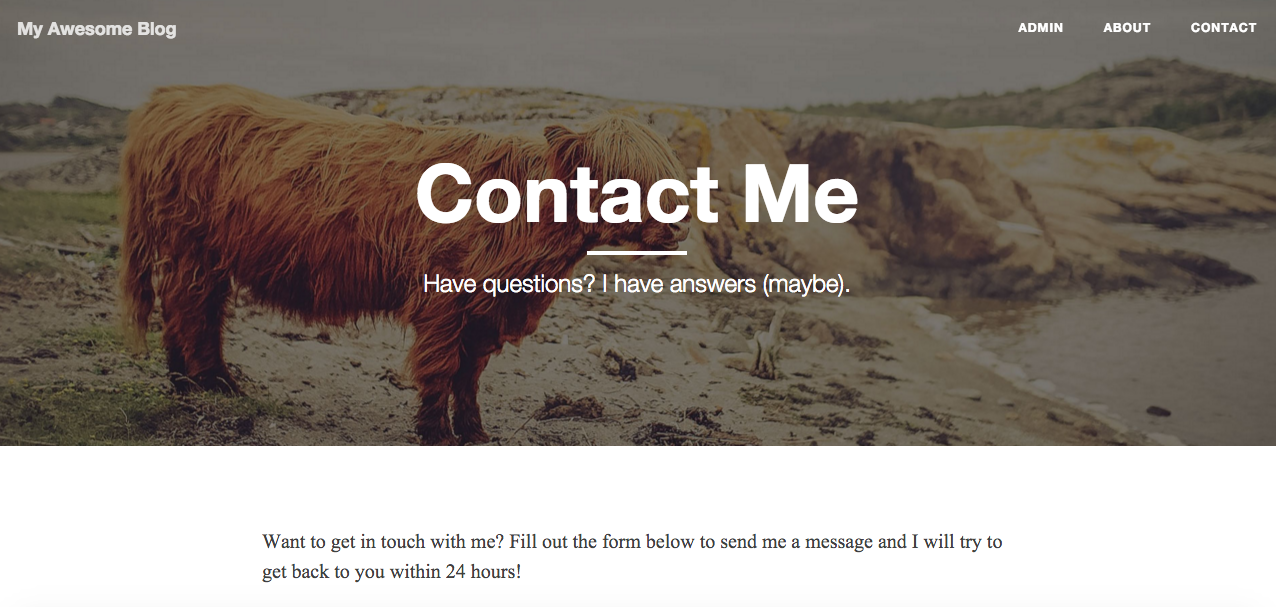 My Awesome Blog
ADMIN ABOUT CONTACT
Contact Me
Have questions? I have answers (maybe).
Want to get in touch with me? Fill out the form below to send me a message and I will try to
get back to you within 24 hours!